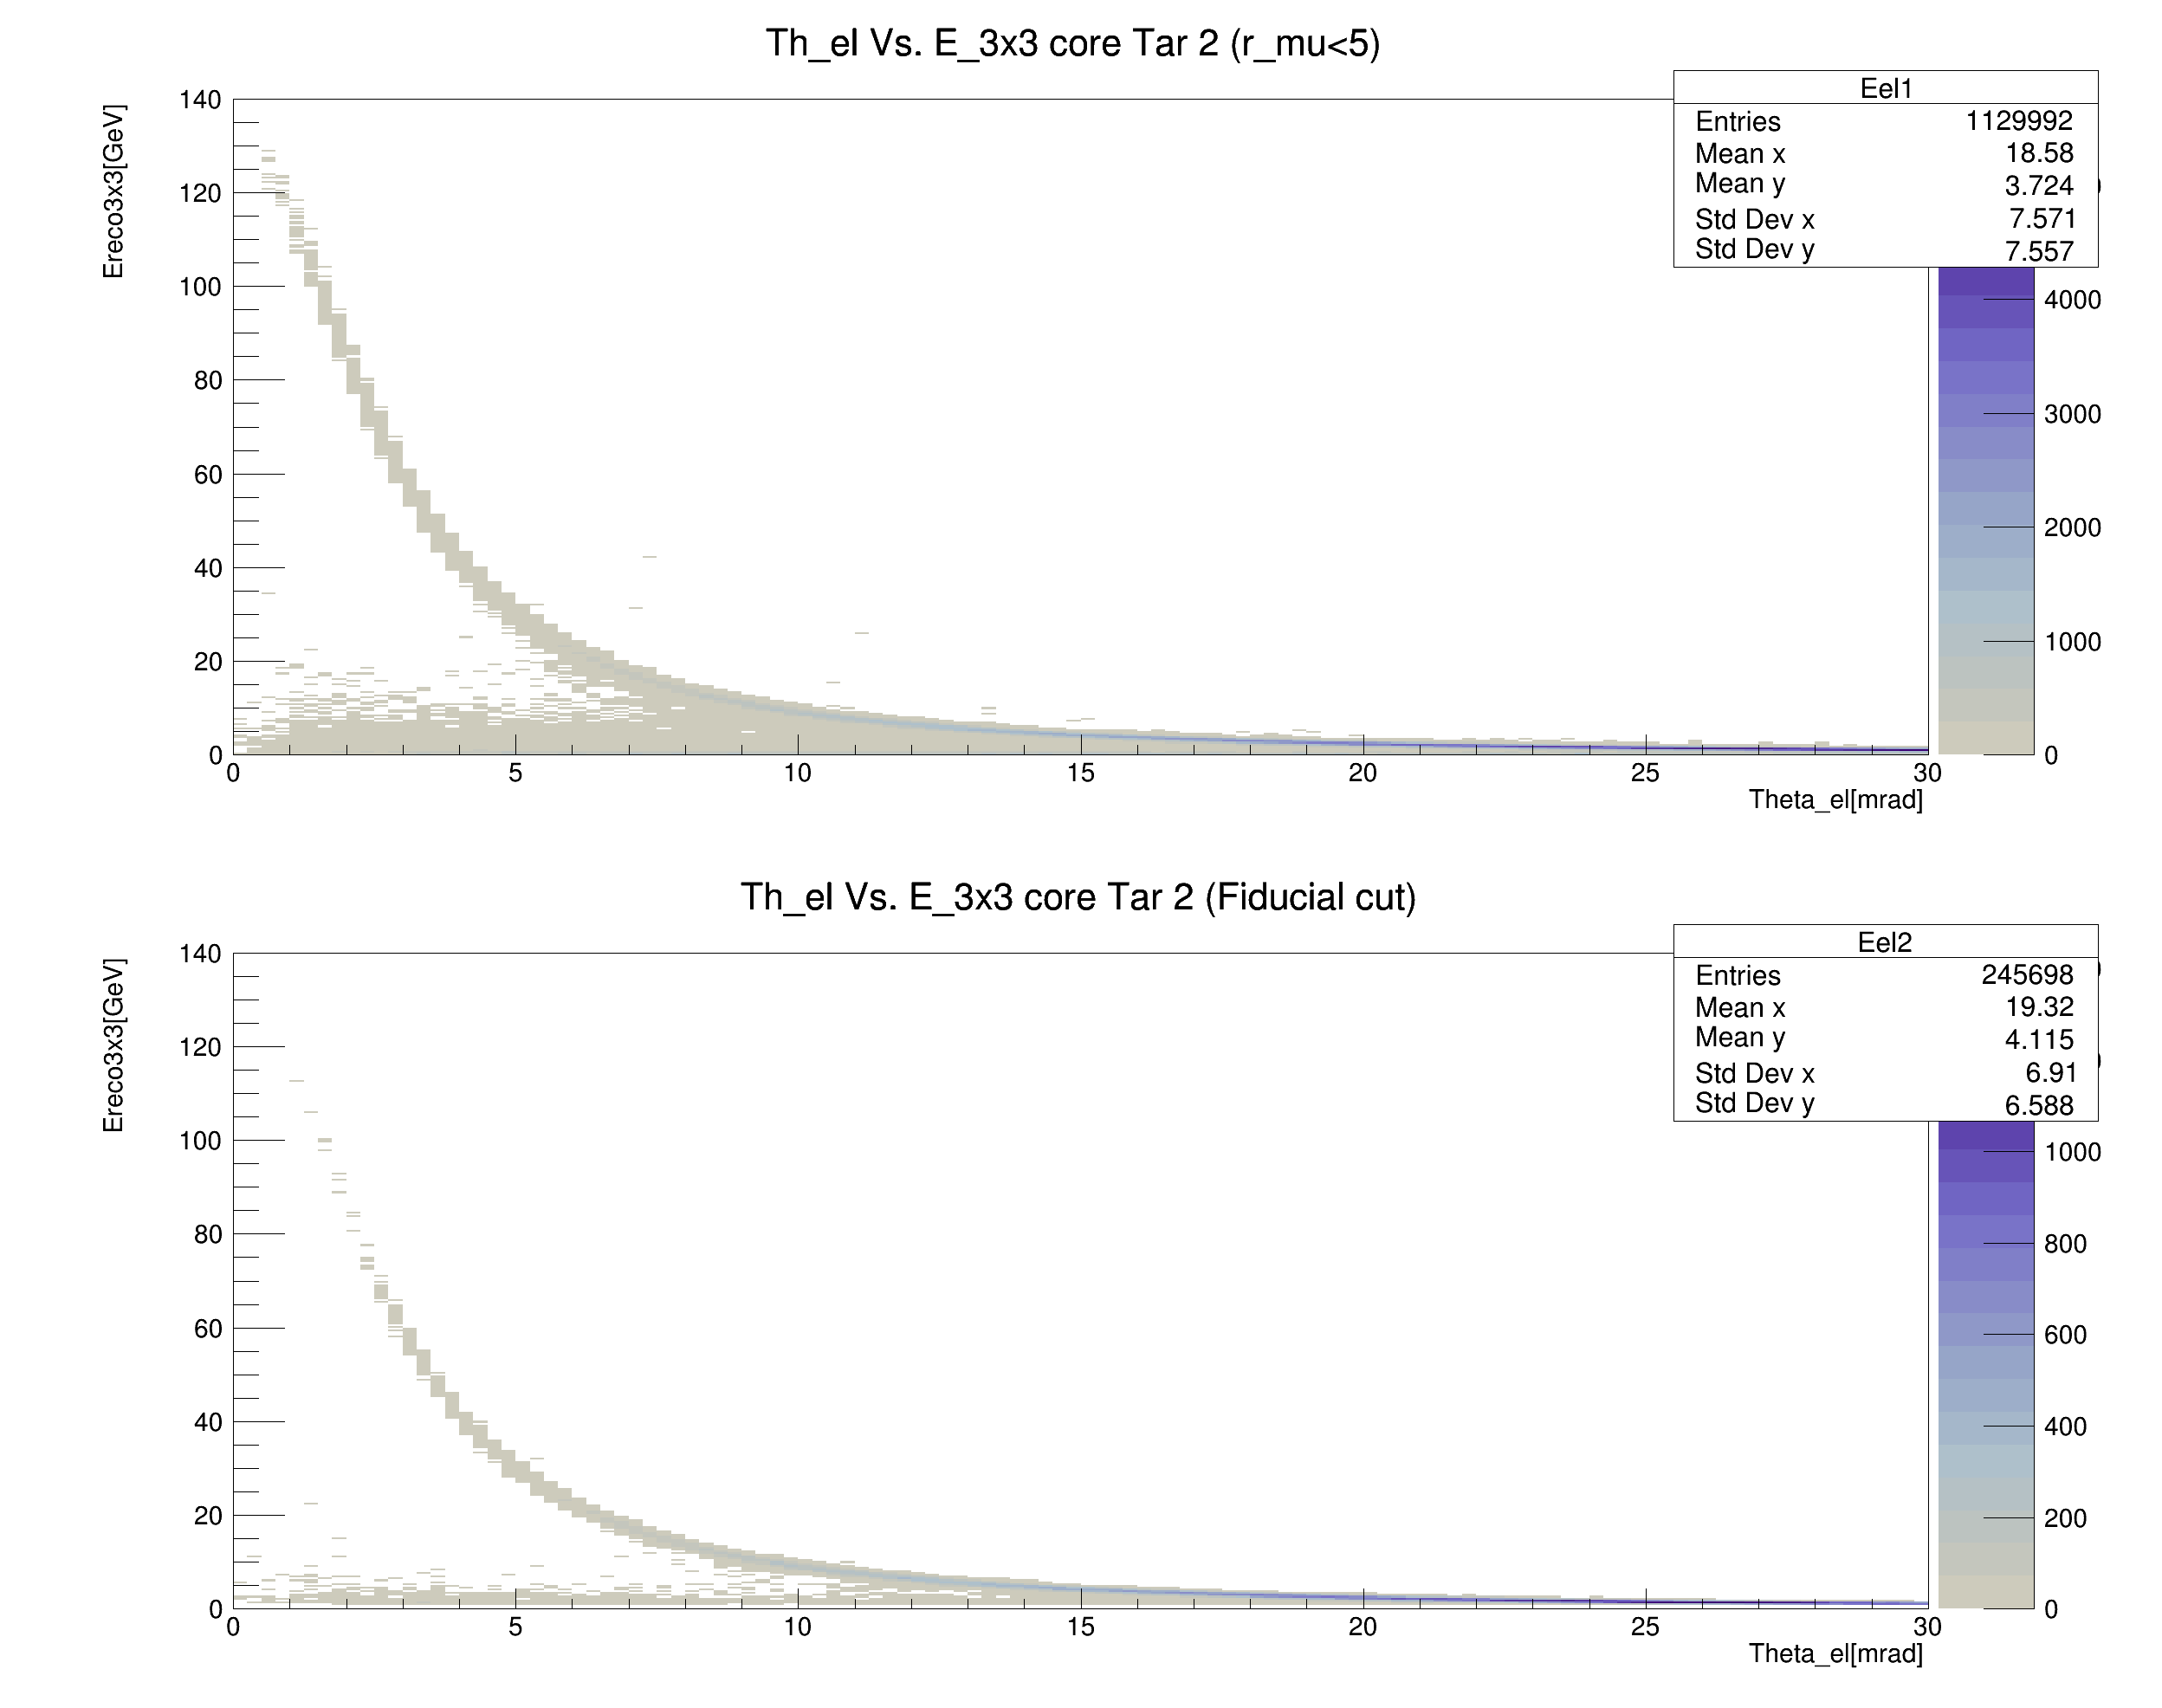 Th_el Vs. E_3x3 core Tar 2 (r_mu<5)
Ereco3x3[GeV]
140
120
100
80
60
40
20
0
0 5 10 15 20 25 30
Theta_el[mrad]
Eel1
Entries 1129992
Mean x 18.58
Mean y 3.724
Std Dev x 7.571
Std Dev y 7.557
4000
3000
2000
1000
0
Th_el Vs. E_3x3 core Tar 2 (Fiducial cut)
Ereco3x3[GeV]
140
120
100
80
60
40
20
0
0 5 10 15 20 25 30
Theta_el[mrad]
Eel2
Entries 245698
Mean x 19.32
Mean y 4.115
Std Dev x 6.91
Std Dev y 6.588
1000
800
600
400
200
0